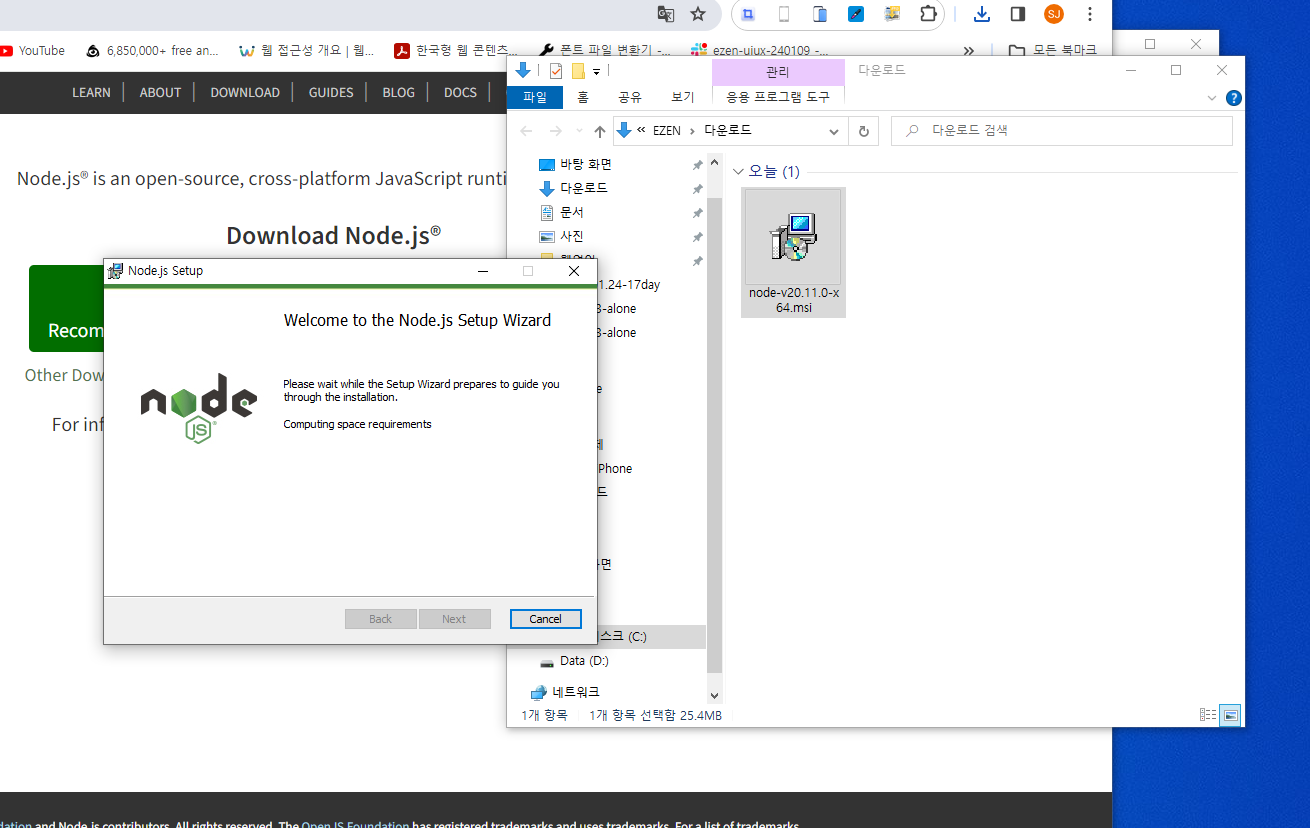 SJ
YouTube
6,850,000+ free an...
웹 접근성 개요 | 웹...
한국형 웹 콘텐츠...
폰트 파일 변환기 -...
ezen-uiux-240109 -...
»
모든 북마크
LEARN
ABOUT
DOWNLOAD
GUIDES
BLOG
DOCS
Node.js® is an open-source, cross-platform JavaScript runti
Download Node.js®
Recom
Other Dow
For inf
관리
다운로드
파일
홈
공유
보기
응용 프로그램 도구
« EZEN › 다운로드
다운로드 검색
바탕 화면
다운로드
문서
사진
1.24-17day
-alone
-alone
Phone
스크 (C:)
Data (D:)
네트워크
오늘 (1)
node-v20.11.0-x
64.msi
1개 항목
1개 항목 선택함 25.4MB
Node.js Setup
Welcome to the Node.js Setup Wizard
node
JS
Please wait while the Setup Wizard prepares to guide you
through the installation.
Computing space requirements
Back
Next
Cancel
dation and Node.js contributors. All rights reserved. The OpenJS Foundation has registered trademarks and uses trademarks. For a list of trademarks